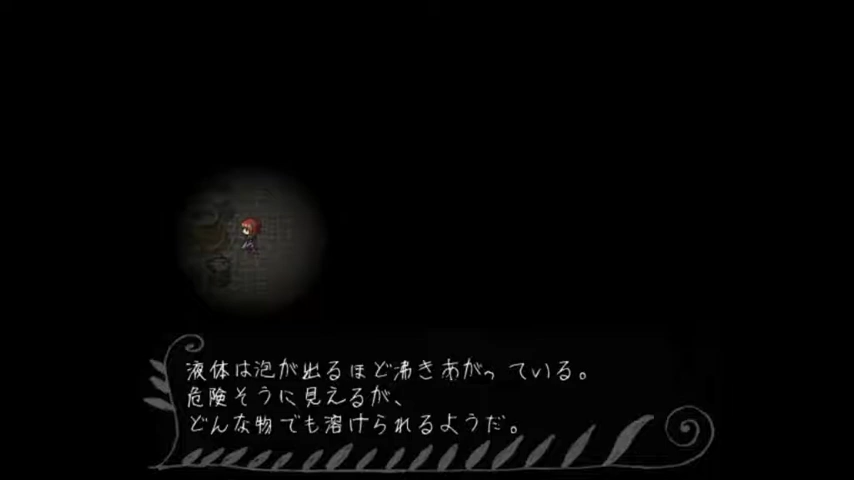 液体は泡が出るほど沸きあがっている。
危険そうに見えるが、
どんな物でも溶けられるようだ。